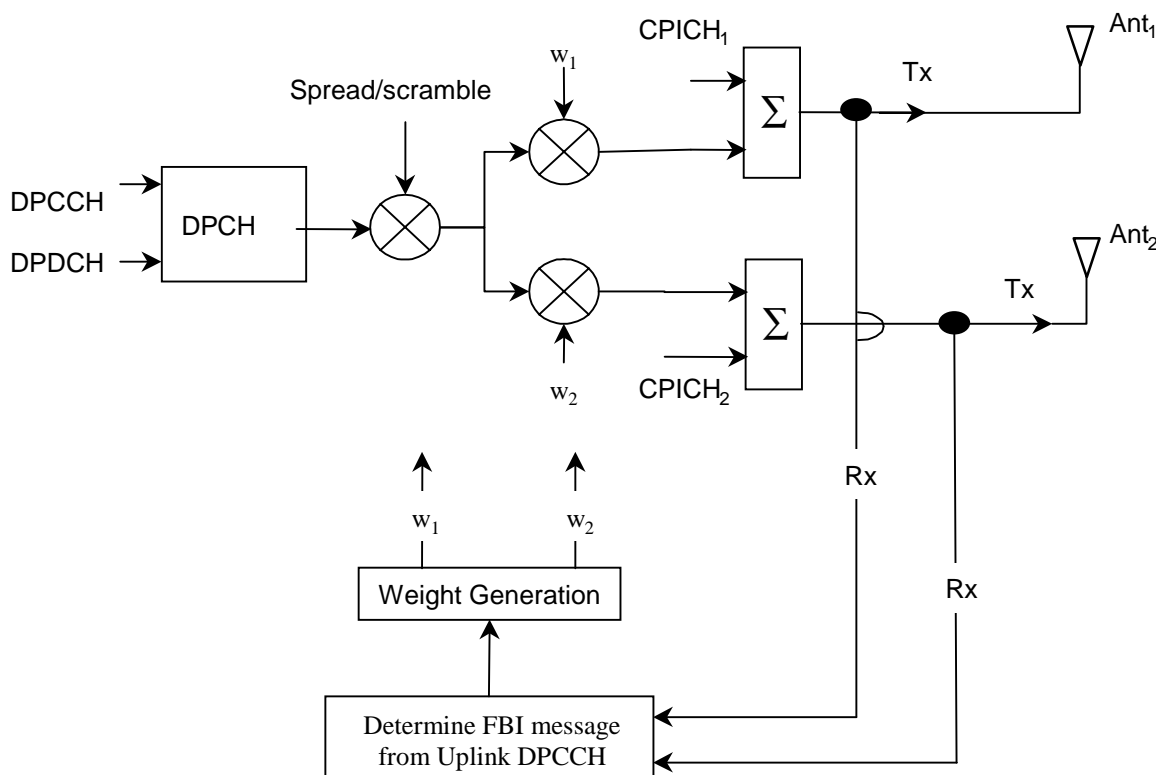 Ant₁
CPICH₁
w₁
Tx
Spread/scramble
Σ
DPCCH
DPCH
DPDCH
Ant₂
Tx
Σ
w₂
CPICH₂
Rx
w₁
w₂
Rx
Weight Generation
Determine FBI message
from Uplink DPCCH